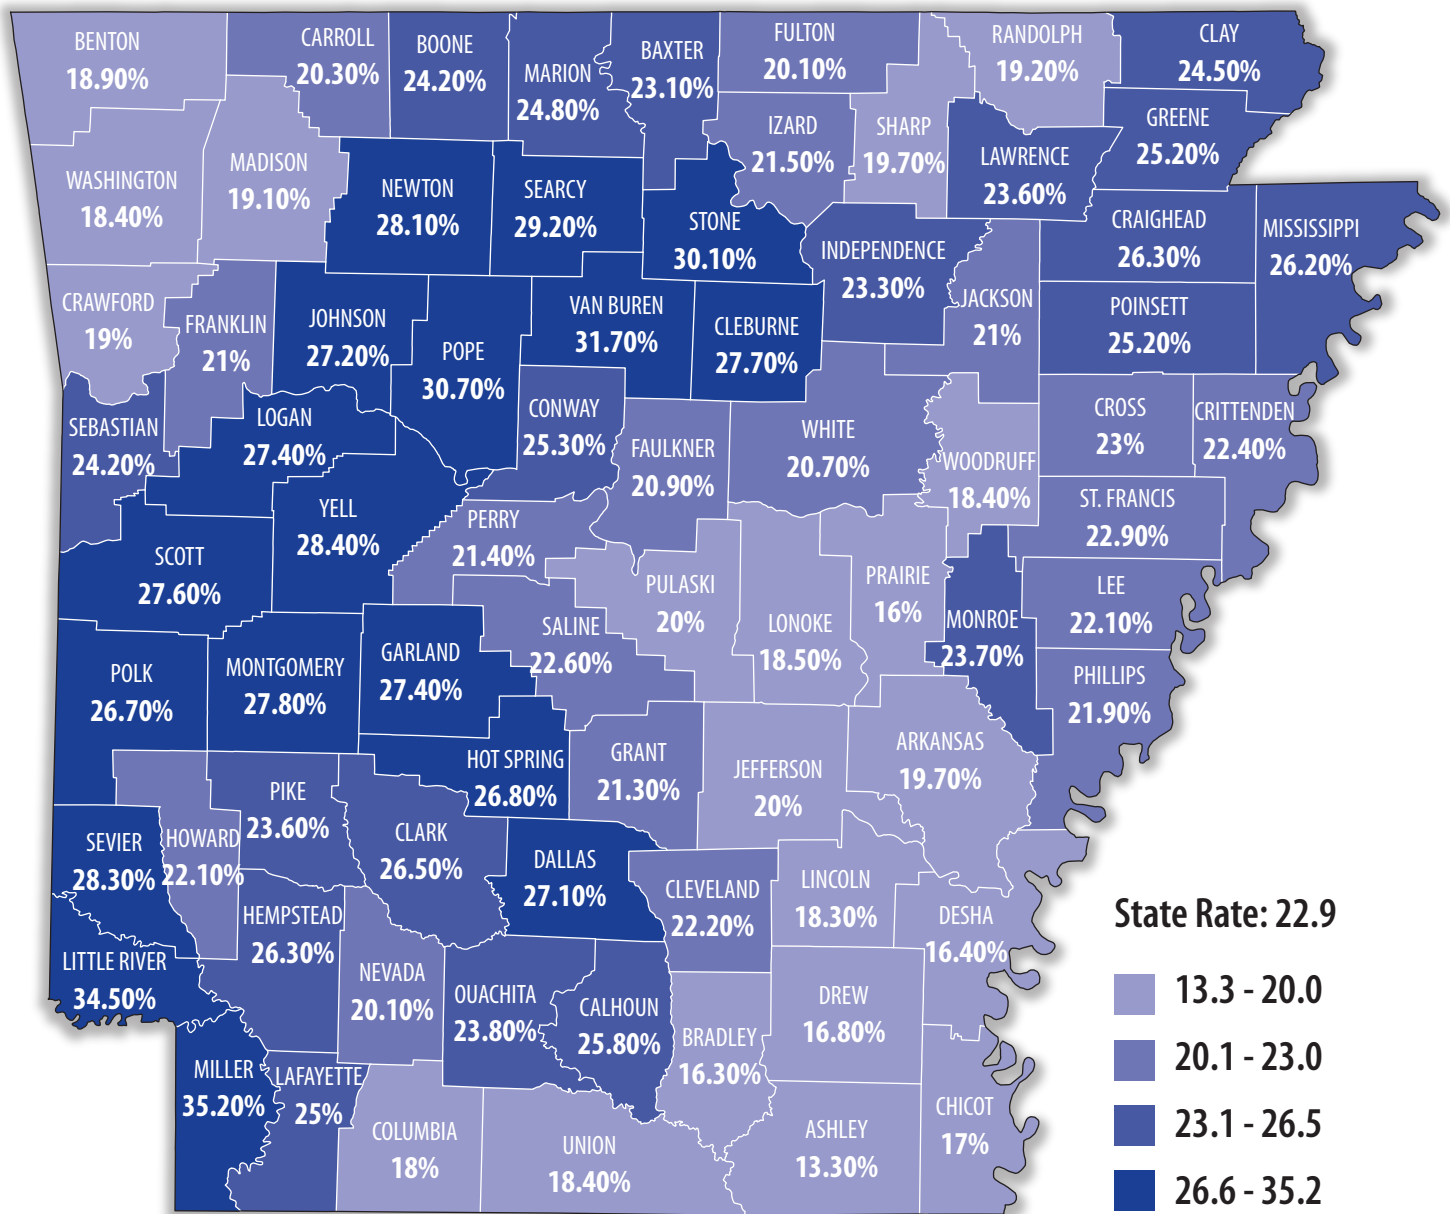 BENTON
18.90%
CARROLL
20.30%
BOONE
24.20%
MARION
24.80%
BAXTER
23.10%
FULTON
20.10%
RANDOLPH
19.20%
CLAY
24.50%
IZARD
21.50%
SHARP
19.70%
LAWRENCE
23.60%
GREENE
25.20%
WASHINGTON
18.40%
MADISON
19.10%
NEWTON
28.10%
SEARCY
29.20%
STONE
30.10%
INDEPENDENCE
23.30%
JACKSON
21%
CRAIGHEAD
26.30%
MISSISSIPPI
26.20%
CRAWFORD
19%
FRANKLIN
21%
JOHNSON
27.20%
POPE
30.70%
VAN BUREN
31.70%
CLEBURNE
27.70%
POINSETT
25.20%
SEBASTIAN
24.20%
LOGAN
27.40%
CONWAY
25.30%
FAULKNER
20.90%
WHITE
20.70%
WOODRUFF
18.40%
CROSS
23%
CRITTENDEN
22.40%
SCOTT
27.60%
YELL
28.40%
PERRY
21.40%
ST. FRANCIS
22.90%
PULASKI
20%
LONOKE
18.50%
PRAIRIE
16%
MONROE
23.70%
LEE
22.10%
POLK
26.70%
MONTGOMERY
27.80%
GARLAND
27.40%
SALINE
22.60%
PHILLIPS
21.90%
HOT SPRING
26.80%
GRANT
21.30%
JEFFERSON
20%
ARKANSAS
19.70%
SEVIER
28.30%
HOWARD
22.10%
PIKE
23.60%
CLARK
26.50%
DALLAS
27.10%
CLEVELAND
22.20%
LINCOLN
18.30%
DESHA
16.40%
LITTLE RIVER
34.50%
HEMPSTEAD
26.30%
NEVADA
20.10%
OUACHITA
23.80%
CALHOUN
25.80%
BRADLEY
16.30%
DREW
16.80%
MILLER
35.20%
LAFAYETTE
25%
COLUMBIA
18%
UNION
18.40%
ASHLEY
13.30%
CHICOT
17%
State Rate: 22.9
13.3 - 20.0
20.1 - 23.0
23.1 - 26.5
26.6 - 35.2